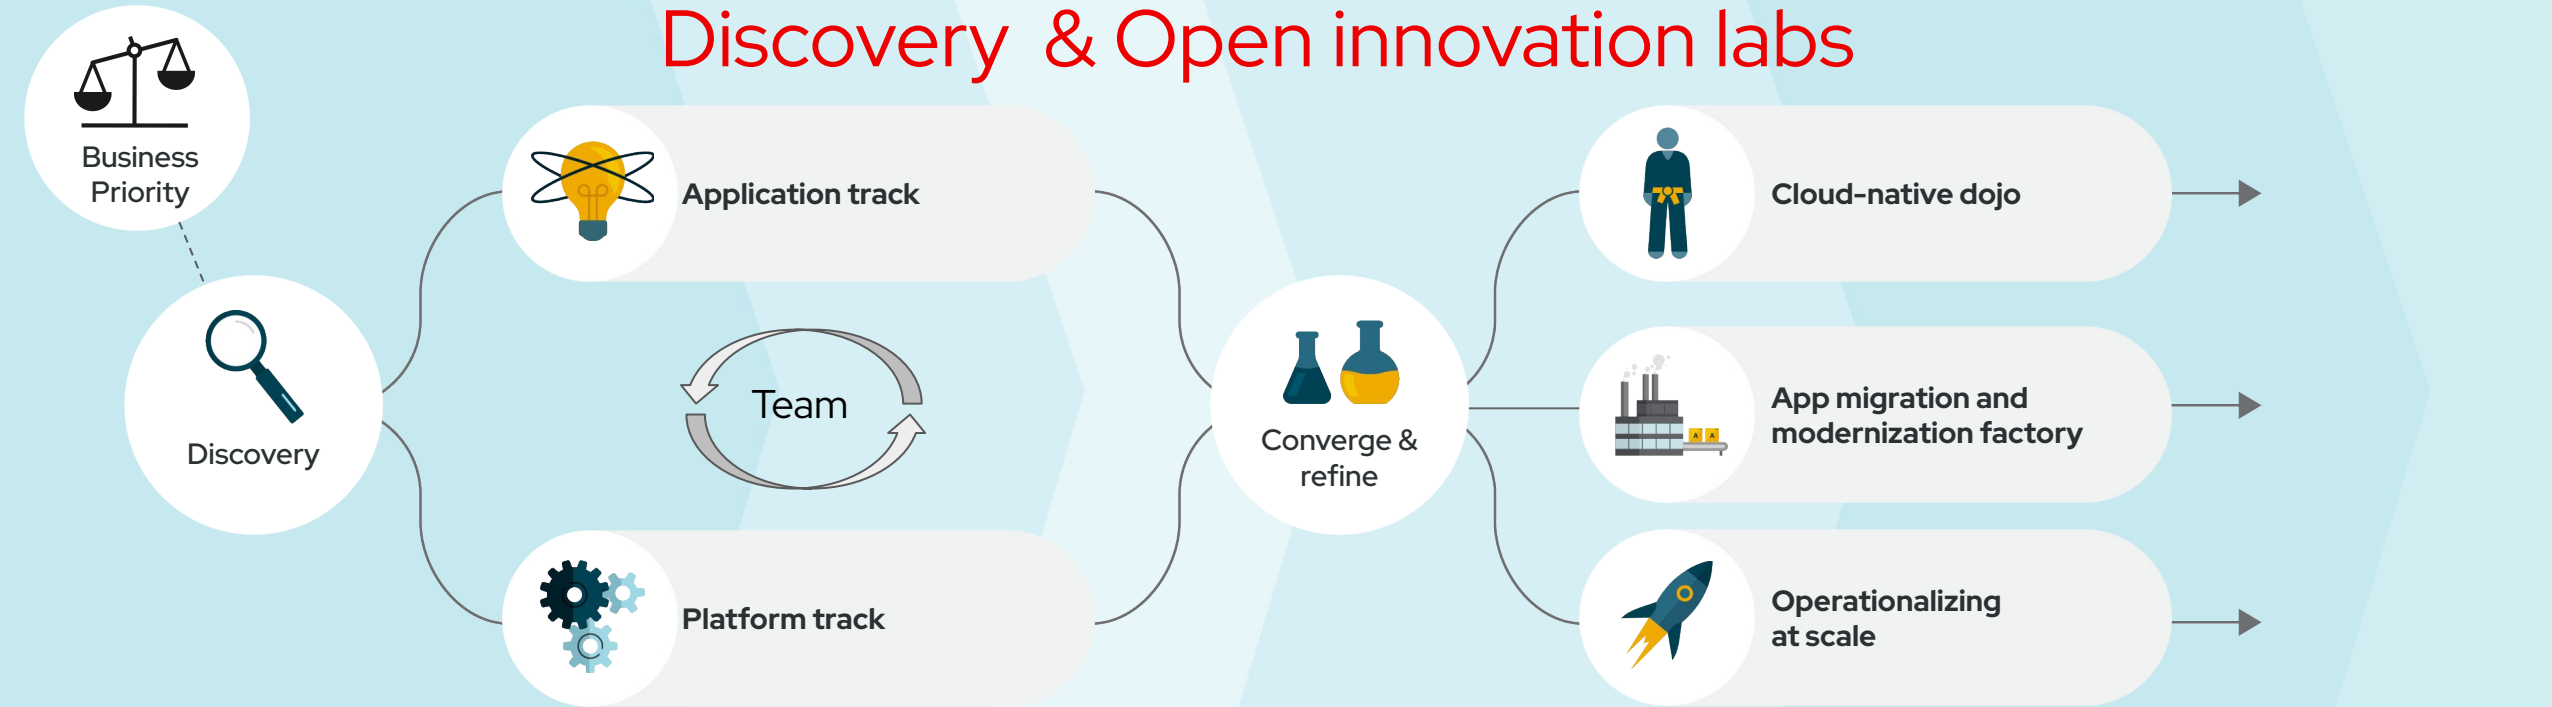 Discovery & Open innovation labs
Business
Priority
Discovery
Application track
Team
Platform track
Converge &
refine
Cloud-native dojo
App migration and
modernization factory
A A
Operationalizing
at scale